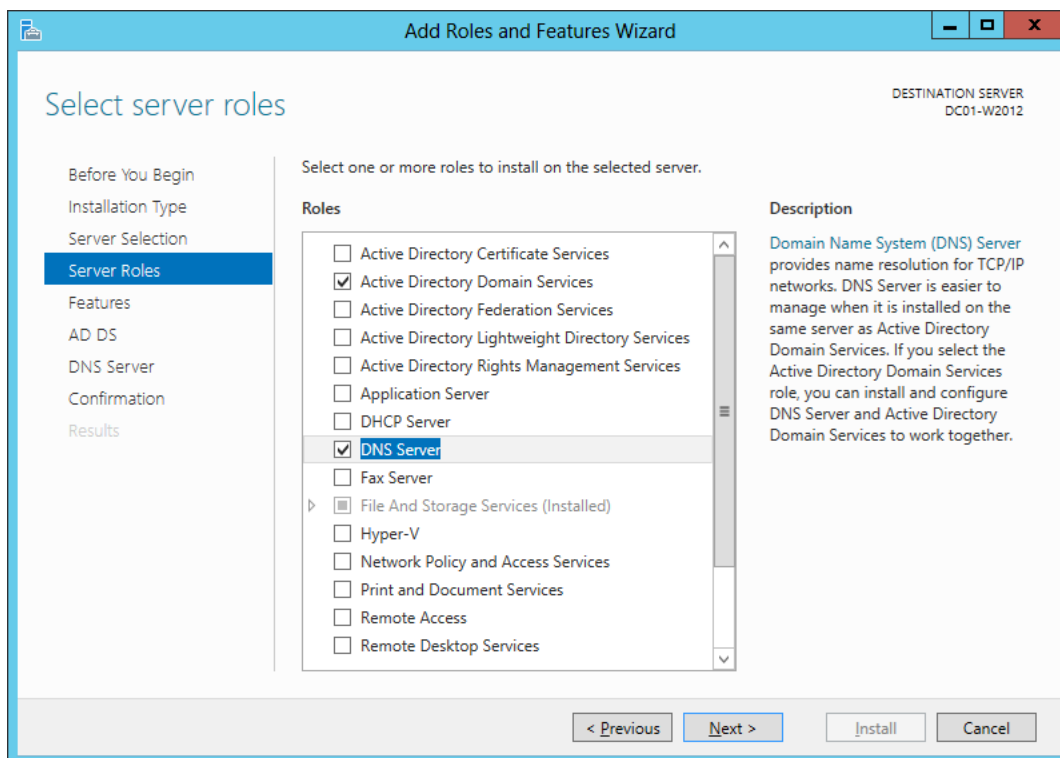 Add Roles and Features Wizard
Select server roles
DESTINATION SERVER
DC01-W2012
Before You Begin
Installation Type
Server Selection
Server Roles
Features
AD DS
DNS Server
Confirmation
Results
Select one or more roles to install on the selected server.
Roles
Active Directory Certificate Services
Active Directory Domain Services
Active Directory Federation Services
Active Directory Lightweight Directory Services
Active Directory Rights Management Services
Application Server
DHCP Server
DNS Server
Fax Server
File And Storage Services (Installed)
Hyper-V
Network Policy and Access Services
Print and Document Services
Remote Access
Remote Desktop Services
Description
Domain Name System (DNS) Server
provides name resolution for TCP/IP
networks. DNS Server is easier to
manage when it is installed on the
same server as Active Directory
Domain Services. If you select the
Active Directory Domain Services
role, you can install and configure
DNS Server and Active Directory
Domain Services to work together.
< Previous
Next >
Install
Cancel